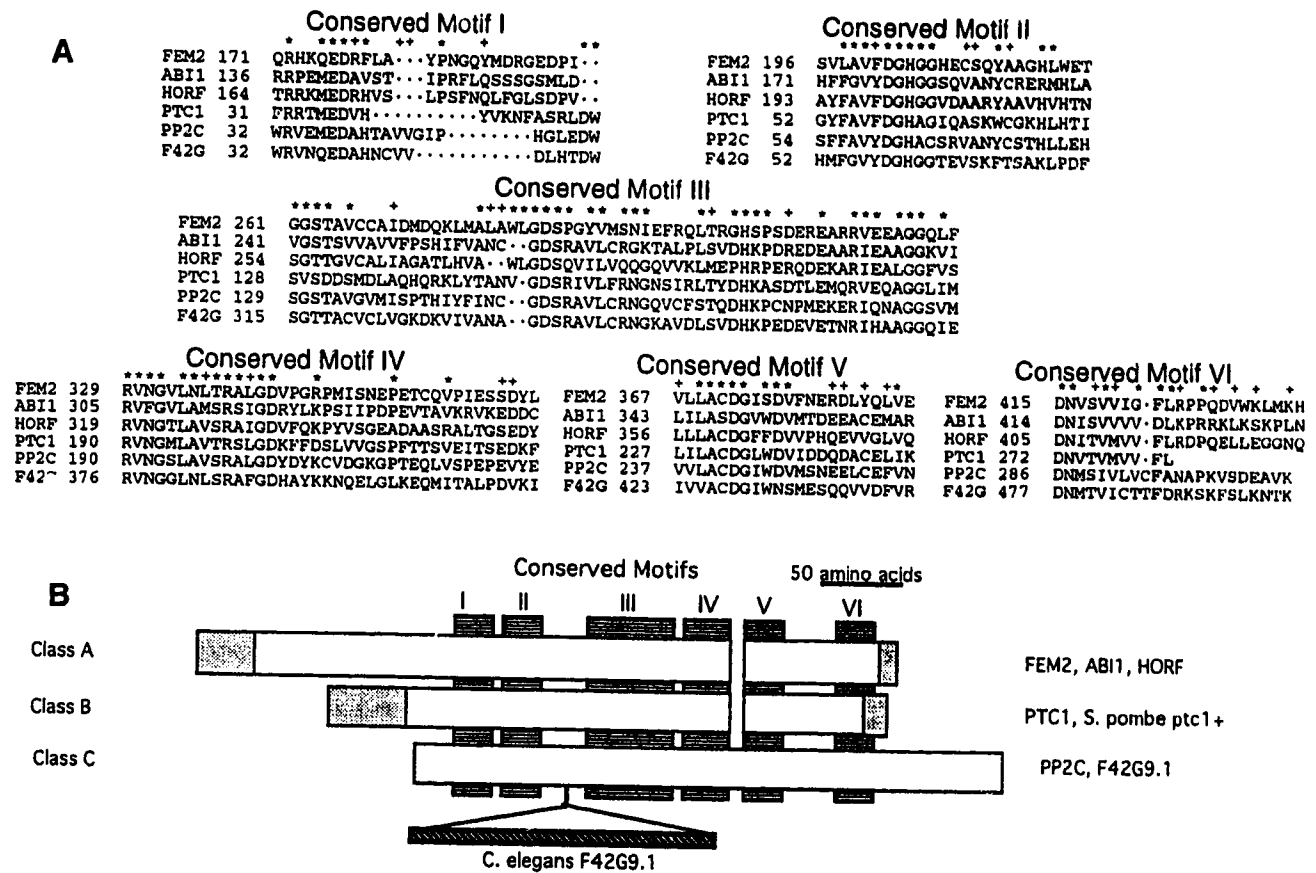 A
Conserved Motif I
FEM2 171 QRHKQEDRFLA···YPNGQYMDRGEDPI··
ABI1 136 RRPEMEDAVST···IPRFLQSSSGSMLD··
HORF 164 TRRKMEDRHVS···LPSFNQLFGLSDPV··
PTC1 31 FRRTMEDVH··········YVKNFASRLDW
PP2C 32 WRVEMEDAHTAVVGIP········HGLEDW
F42G 32 WRVNQEDAHNCVV···········DLHTDW
Conserved Motif II
FEM2 196 SVLAVFDGHGGHECSQYAAGHLWET
ABI1 171 HFFGVYDGHGGSQVANYCRERMHLA
HORF 193 AYFAVFDGHGGVDAARYAAVHVHTN
PTC1 52 GYFAVFDGHAGIQASKWCGKHLHTI
PP2C 54 SFFAVYDGHACSRVANYCSTHLLEH
F42G 52 HMFGVYDGHGGTEVSKFTSAKLPDF
Conserved Motif III
FEM2 261 GGSTAVCCAIDMDQKLMALAWLGDSPGYVMSNIEFRQLTRGHSPSDEREARRVEEAGGQLF
ABI1 241 VGSTSVVAVVFPSHIFVANC··GDSRAVLCRGKTALPLSVDHKPDREDEAARIEAAGGKVI
HORF 254 SGTTGVCALIAGATLHVA··WLGDSQVILVQQGQVVKLMEPHRPERQDEKARIEALGGFVS
PTC1 128 SVSDDSMDLAQHQRKLYTANV·GDSRIVLFRNGNSIRLTYDHKASDTLEMQRVEQAGGLIM
PP2C 129 SGSTAVGVMISPTHIYFINC··GDSRAVLCRNGQVCFSTQDHKPCNPMEKERIQNAGGSVM
F42G 315 SGTTACVCLVGKDKVIVANA··GDSRAVLCRNGKAVDLSVDHKPEDEVETNRIHAAGGQIE
Conserved Motif IV
FEM2 329 RVNGVLNLTRALGDVPGRPMISNEPETCQVPIESSDYL
ABI1 305 RVFGVLAMSRSIGDRYLKPSIIPDPEVTAVKRVKEDDC
HORF 319 RVNGTLAVSRAIGDVFQKPYVSGEADAASRALTGSEDY
PTC1 190 RVNGMLAVTRSLGDKFFDSLVVGSPFTTSVEITSEDKF
PP2C 190 RVNGSLAVSRALGDYDYKCVDGKGPTEQLVSPEPEVYE
F42~ 376 RVNGGLNLSRAFGDHAYKKNQELGLKEQMITALPDVKI
Conserved Motif V
FEM2 367 VLLACDGISDVFNERDLYQLVE
ABI1 343 LILASDGVWDVMTDEEACEMAR
HORF 356 LLLACDGFFDVVPHQEVVGLVQ
PTC1 227 LILACDGLWDVIDDQDACELIK
PP2C 237 VVLACDGIWDVMSNEELCEFVN
F42G 423 IVVACDGIWNSMESQQVVDFVR
Conserved Motif VI
FEM2 415 DNVSVVIG·FLRPPQDVWKLMKH
ABI1 414 DNISVVVV·DLKPRRKLKSKPLN
HORF 405 DNITVMVV·FLRDPQELLEGGNQ
PTC1 272 DNVTVMVV·FL
PP2C 286 DNMSIVLVCFANAPKVSDEAVK
F42G 477 DNMTVICTTFDRKSKFSLKNTK
B
Conserved Motifs
50 amino acids
I II III IV V VI
Class A
FEM2, ABI1, HORF
Class B
PTC1, S. pombe ptc1+
Class C
PP2C, F42G9.1
C. elegans F42G9.1